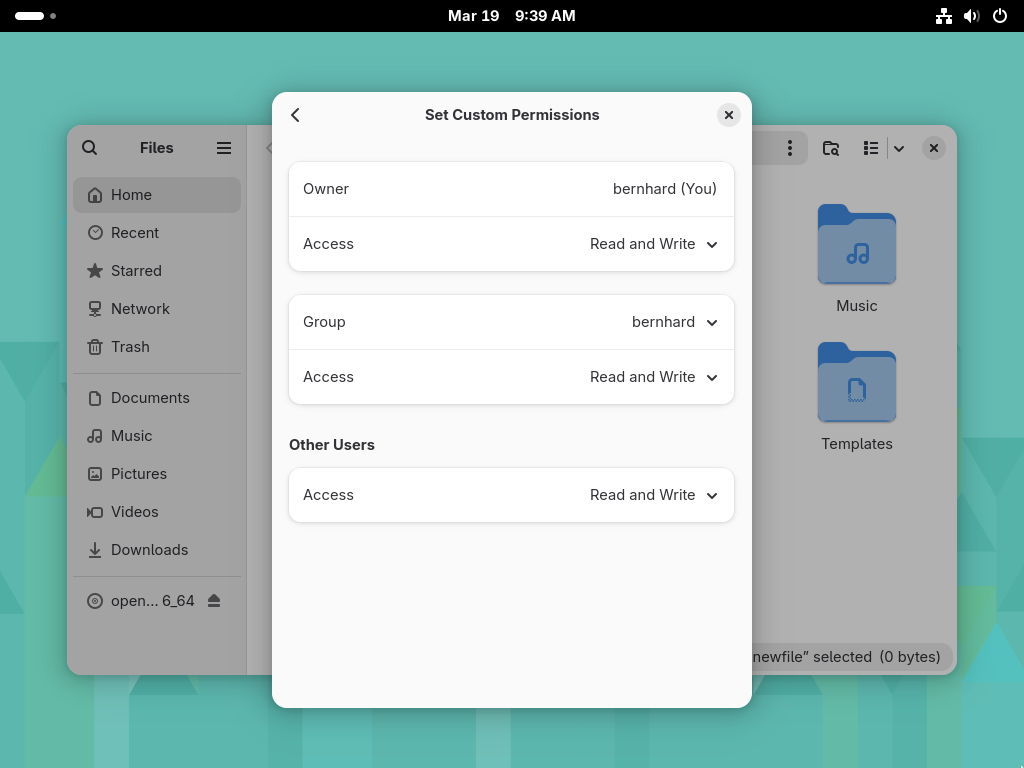 Mar 19 9:39 AM
Set Custom Permissions
Files
Home
Recent
Starred
Network
Trash
Documents
Music
Pictures
Videos
Downloads
open… 6_64
Owner bernhard (You)
Access Read and Write
Group bernhard
Access Read and Write
Other Users
Access Read and Write
Music
Templates
newfile” selected (0 bytes)